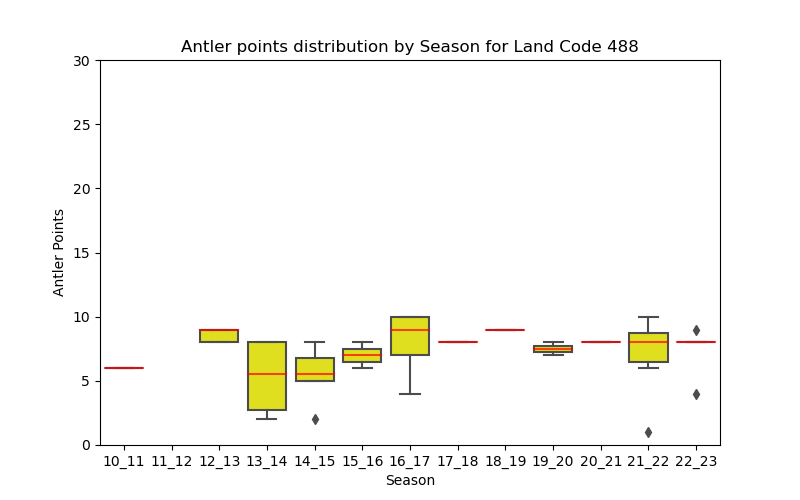 Antler points distribution by Season for Land Code 488
30
25
20
15
10
5
0
Antler Points
10_11 11_12 12_13 13_14 14_15 15_16 16_17 17_18 18_19 19_20 20_21 21_22 22_23
Season